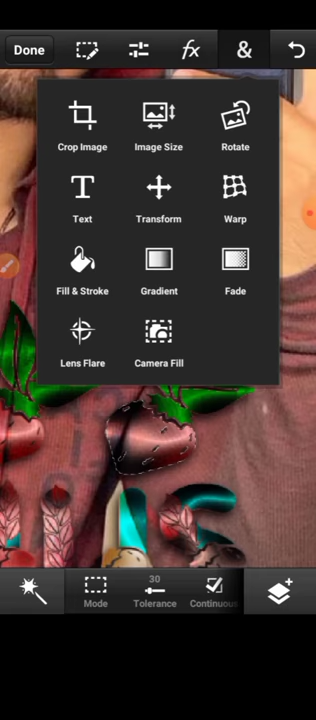 Done fx &
Crop Image Image Size Rotate
Text Transform Warp
Fill & Stroke Gradient Fade
Lens Flare Camera Fill
30
Mode Tolerance Continuous